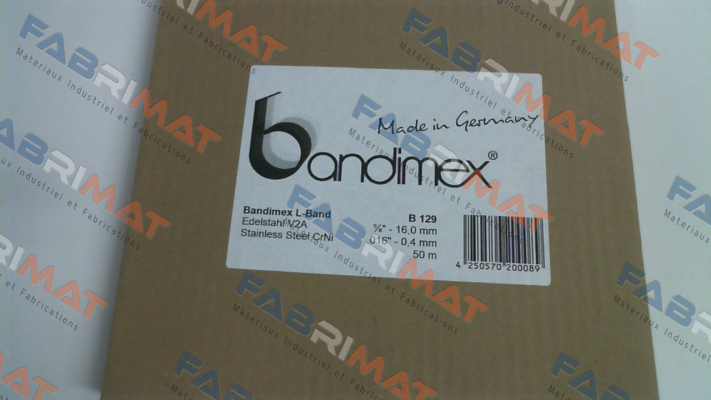 Made in Germany
bandimex®
Bandimex L-Band
Edelstahl V2A
Stainless Steel CrNi
B 129
⅝" - 16,0 mm
.016" - 0,4 mm
50 m
4 250570 200089
FABRIMAT
Materiaux Industriel et Fabrications